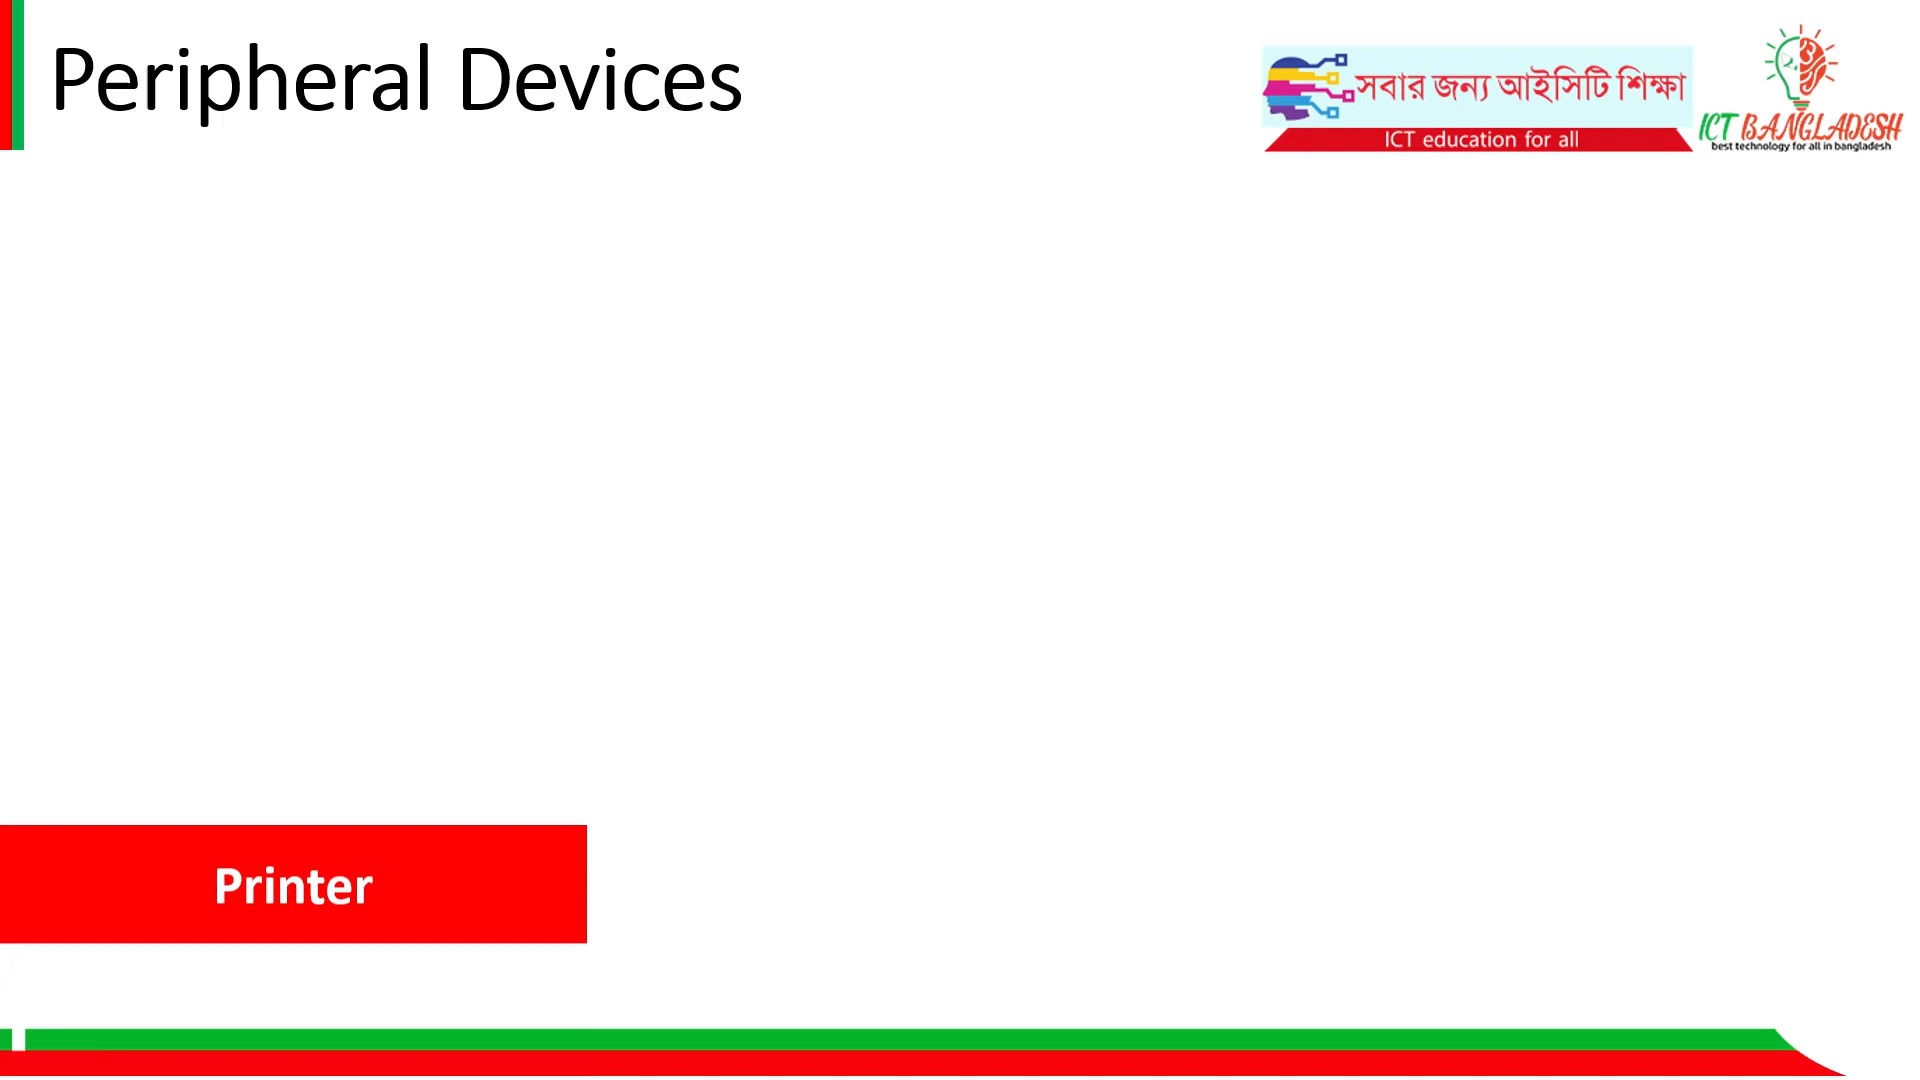 Peripheral Devices
সবার জন্য আইসিটি শিক্ষা
ICT education for all
ICT BANGLADESH
best technology for all in bangladesh
Printer